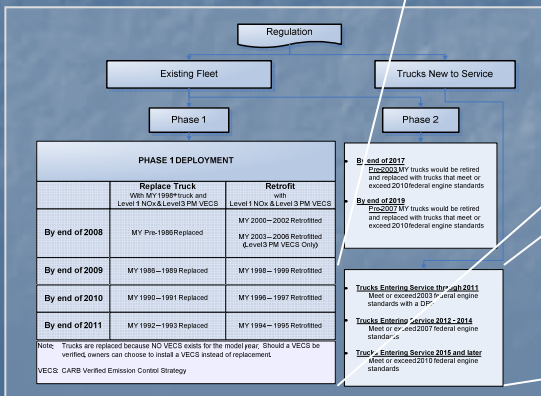 Regulation
Existing Fleet
Trucks New to Service
Phase 1
Phase 2
PHASE 1 DEPLOYMENT
Replace Truck
With MY1998+ truck and
Level 1 NOx & Level 3 PM VECS
Retrofit
with
Level 1 NOx & Level 3 PM VECS
By end of 2008
MY Pre-1986 Replaced
MY 2000–2002 Retrofitted
MY 2003–2006 Retrofitted
(Level 3 PM VECS Only)
By end of 2009
MY 1986–1989 Replaced
MY 1998–1999 Retrofitted
By end of 2010
MY 1990–1991 Replaced
MY 1996–1997 Retrofitted
By end of 2011
MY 1992–1993 Replaced
MY 1994–1995 Retrofitted
Note: Trucks are replaced because NO VECS exists for the model year. Should a VECS be
verified, owners can choose to install a VECS instead of replacement.
VECS: CARB Verified Emission Control Strategy
• By end of 2017
Pre-2003 MY trucks would be retired
and replaced with trucks that meet or
exceed 2010 federal engine standards
• By end of 2019
Pre-2007 MY trucks would be retired
and replaced with trucks that meet or
exceed 2010 federal engine standards
• Trucks Entering Service through 2011
Meet or exceed 2003 federal engine
standards with a DPF
• Trucks Entering Service 2012 - 2014
Meet or exceed 2007 federal engine
standards
• Trucks Entering Service 2015 and later
Meet or exceed 2010 federal engine
standards